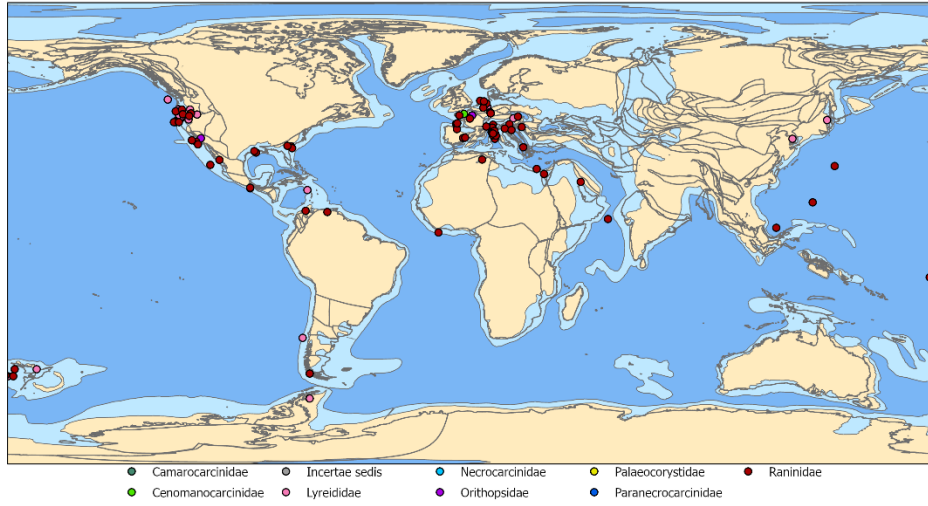 Camarocarcinidae Incertae sedis Necrocarcinidae Palaeocorystidae Raninidae
Cenomanocarcinidae Lyreididae Orithopsidae Paranecrocarcinidae